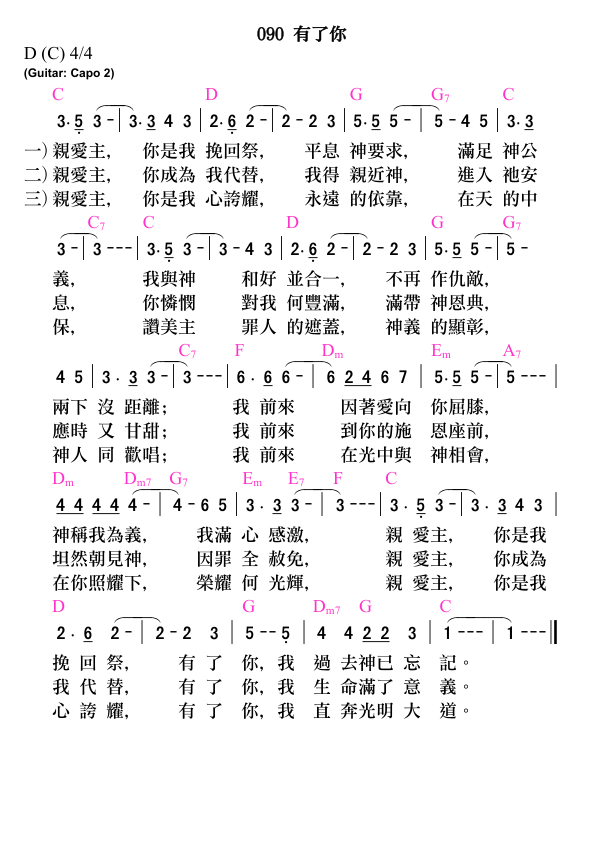 090 有了你
D (C) 4/4
(Guitar: Capo 2)
C D G G7 C
3. 5 3 - | 3. 3 4 3 | 2. 6 2 - | 2 - 2 3 | 5. 5 5 - | 5 - 4 5 | 3. 3
一) 親愛主, 你是我 挽回祭, 平息 神要求, 滿足 神公
二) 親愛主, 你成為 我代替, 我得 親近神, 進入 祂安
三) 親愛主, 你是我 心誇耀, 永遠 的依靠, 在天 的中
C7 C D G G7
3 - | 3 - - - | 3. 5 3 - | 3 - 4 3 | 2. 6 2 - | 2 - 2 3 | 5. 5 5 - | 5 -
義, 我與神 和好 並合一, 不再 作仇敵,
息, 你憐憫 對我 何豐滿, 滿帶 神恩典,
保, 讚美主 罪人 的遮蓋, 神義 的顯彰,
C7 F Dm Em A7
4 5 | 3 . 3 3 - | 3 - - - | 6 . 6 6 - | 6 2 4 6 7 | 5. 5 5 - | 5 - - - |
兩下 沒 距離; 我 前來 因著愛向 你屈膝,
應時 又 甘甜; 我 前來 到你的施 恩座前,
神人 同 歡唱; 我 前來 在光中與 神相會,
Dm Dm7 G7 Em E7 F C
4 4 4 4 4 - | 4 - 6 5 | 3 . 3 3 - | 3 - - - | 3 . 5 3 - | 3 . 3 4 3 |
神稱我為義, 我滿 心 感激, 親 愛主, 你是我
坦然朝見神, 因罪 全 赦免, 親 愛主, 你成為
在你照耀下, 榮耀 何 光輝, 親 愛主, 你是我
D G Dm7 G C
2 . 6 2 - | 2 - 2 3 | 5 - - 5 | 4 4 2 2 3 | 1 - - - | 1 - - - ||
挽 回 祭, 有 了 你, 我 過 去神已 忘 記。
我 代 替, 有 了 你, 我 生 命滿了 意 義。
心 誇 耀, 有 了 你, 我 直 奔光明 大 道。